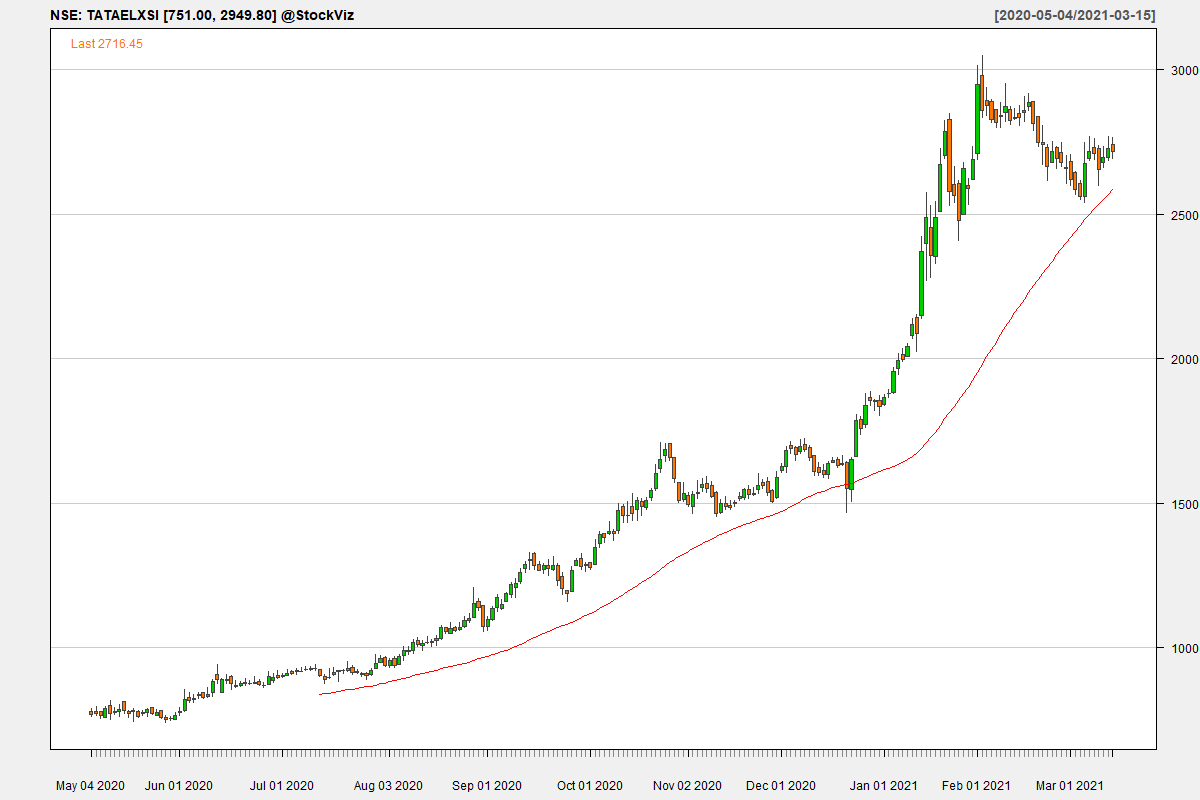 NSE: TATAELXSI [751.00, 2949.80] @StockViz
[2020-05-04/2021-03-15]
Last 2716.45
3000
2500
2000
1500
1000
May 04 2020 Jun 01 2020 Jul 01 2020 Aug 03 2020 Sep 01 2020 Oct 01 2020 Nov 02 2020 Dec 01 2020 Jan 01 2021 Feb 01 2021 Mar 01 2021